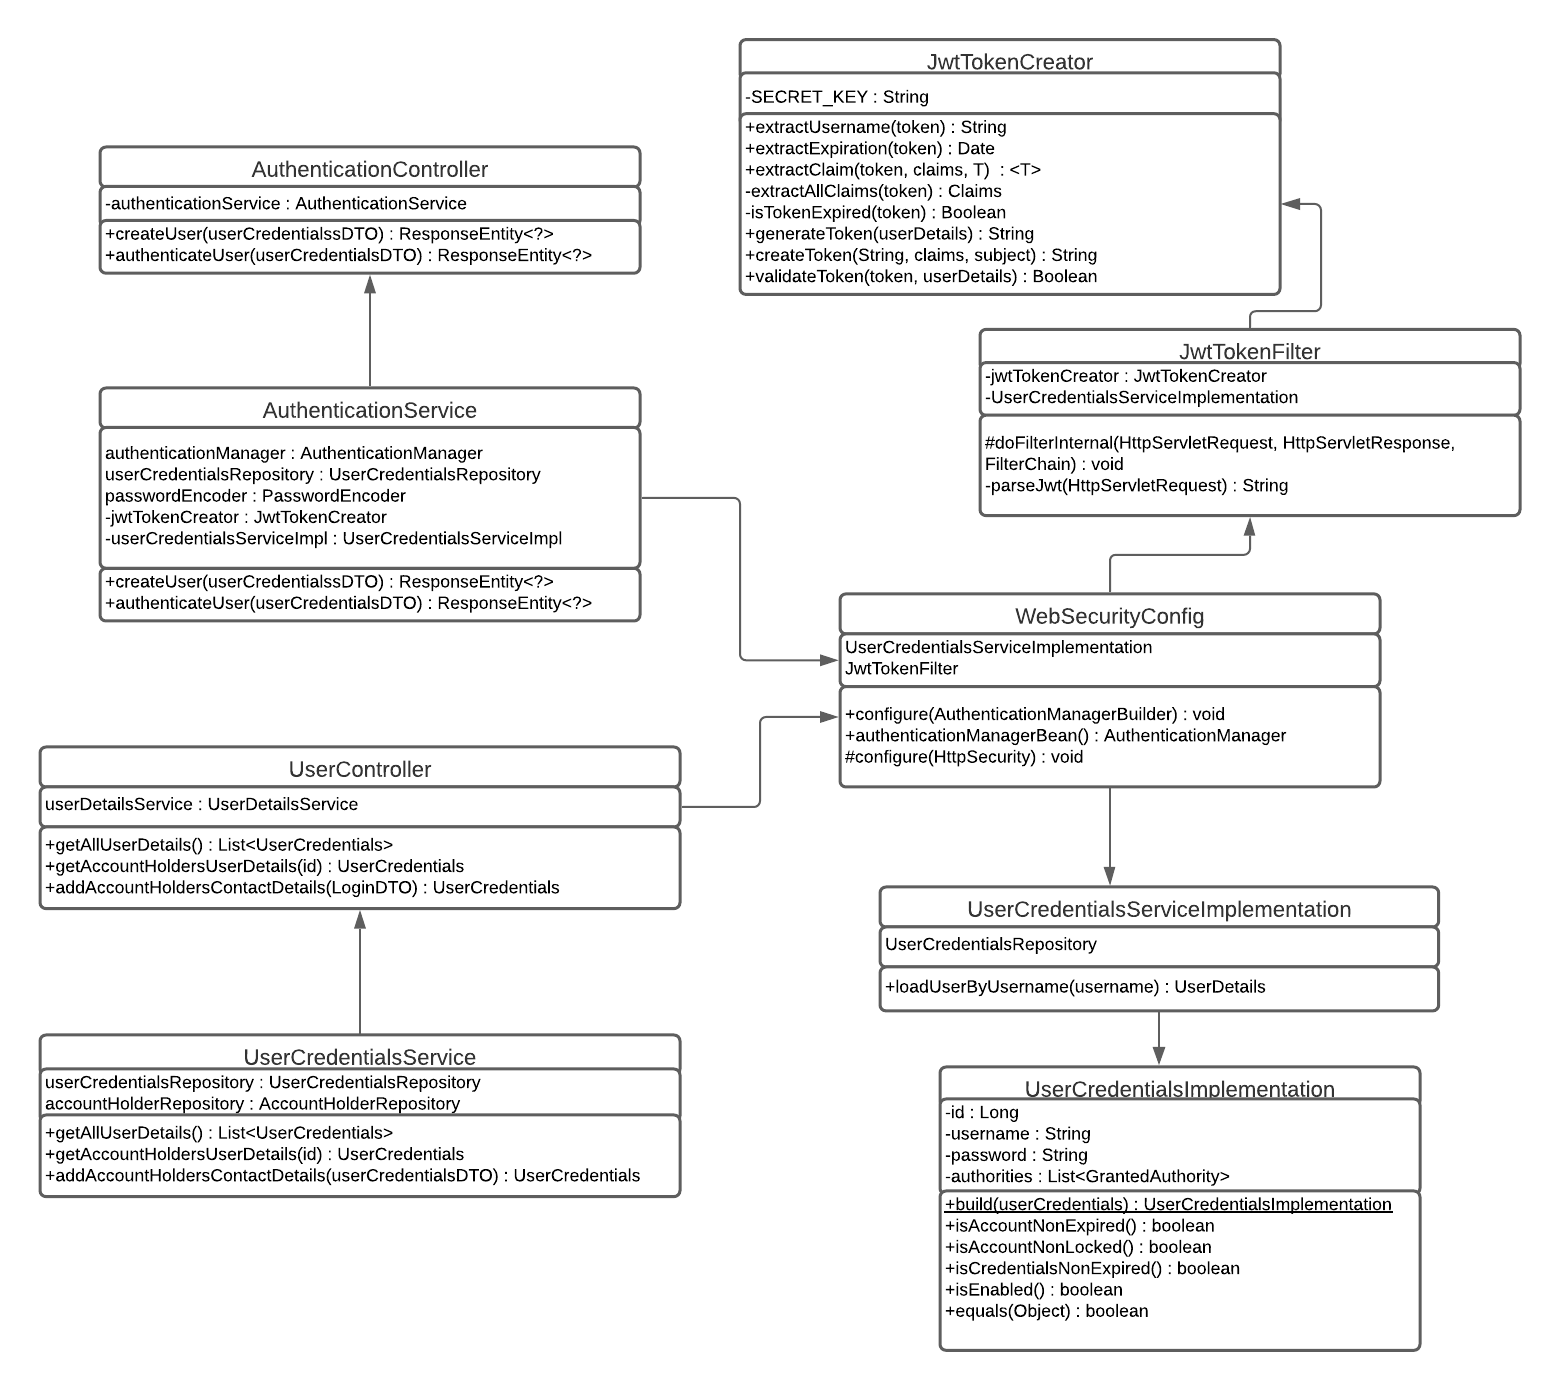 JwtTokenCreator
-SECRET_KEY : String
+extractUsername(token) : String
+extractExpiration(token) : Date
+extractClaim(token, claims, T)  : <T>
-extractAllClaims(token) : Claims
-isTokenExpired(token) : Boolean
+generateToken(userDetails) : String
+createToken(String, claims, subject) : String
+validateToken(token, userDetails) : Boolean
AuthenticationController
-authenticationService : AuthenticationService
+createUser(userCredentialssDTO) : ResponseEntity<?>
+authenticateUser(userCredentialsDTO) : ResponseEntity<?>
JwtTokenFilter
-jwtTokenCreator : JwtTokenCreator
-UserCredentialsServiceImplementation
#doFilterInternal(HttpServletRequest, HttpServletResponse,
FilterChain) : void
-parseJwt(HttpServletRequest) : String
AuthenticationService
authenticationManager : AuthenticationManager
userCredentialsRepository : UserCredentialsRepository
passwordEncoder : PasswordEncoder
-jwtTokenCreator : JwtTokenCreator
-userCredentialsServiceImpl : UserCredentialsServiceImpl
+createUser(userCredentialssDTO) : ResponseEntity<?>
+authenticateUser(userCredentialsDTO) : ResponseEntity<?>
WebSecurityConfig
UserCredentialsServiceImplementation
JwtTokenFilter
+configure(AuthenticationManagerBuilder) : void
+authenticationManagerBean() : AuthenticationManager
#configure(HttpSecurity) : void
UserController
userDetailsService : UserDetailsService
+getAllUserDetails() : List<UserCredentials>
+getAccountHoldersUserDetails(id) : UserCredentials
+addAccountHoldersContactDetails(LoginDTO) : UserCredentials
UserCredentialsServiceImplementation
UserCredentialsRepository
+loadUserByUsername(username) : UserDetails
UserCredentialsService
userCredentialsRepository : UserCredentialsRepository
accountHolderRepository : AccountHolderRepository
+getAllUserDetails() : List<UserCredentials>
+getAccountHoldersUserDetails(id) : UserCredentials
+addAccountHoldersContactDetails(userCredentialsDTO) : UserCredentials
UserCredentialsImplementation
-id : Long
-username : String
-password : String
-authorities : List<GrantedAuthority>
+build(userCredentials) : UserCredentialsImplementation
+isAccountNonExpired() : boolean
+isAccountNonLocked() : boolean
+isCredentialsNonExpired() : boolean
+isEnabled() : boolean
+equals(Object) : boolean